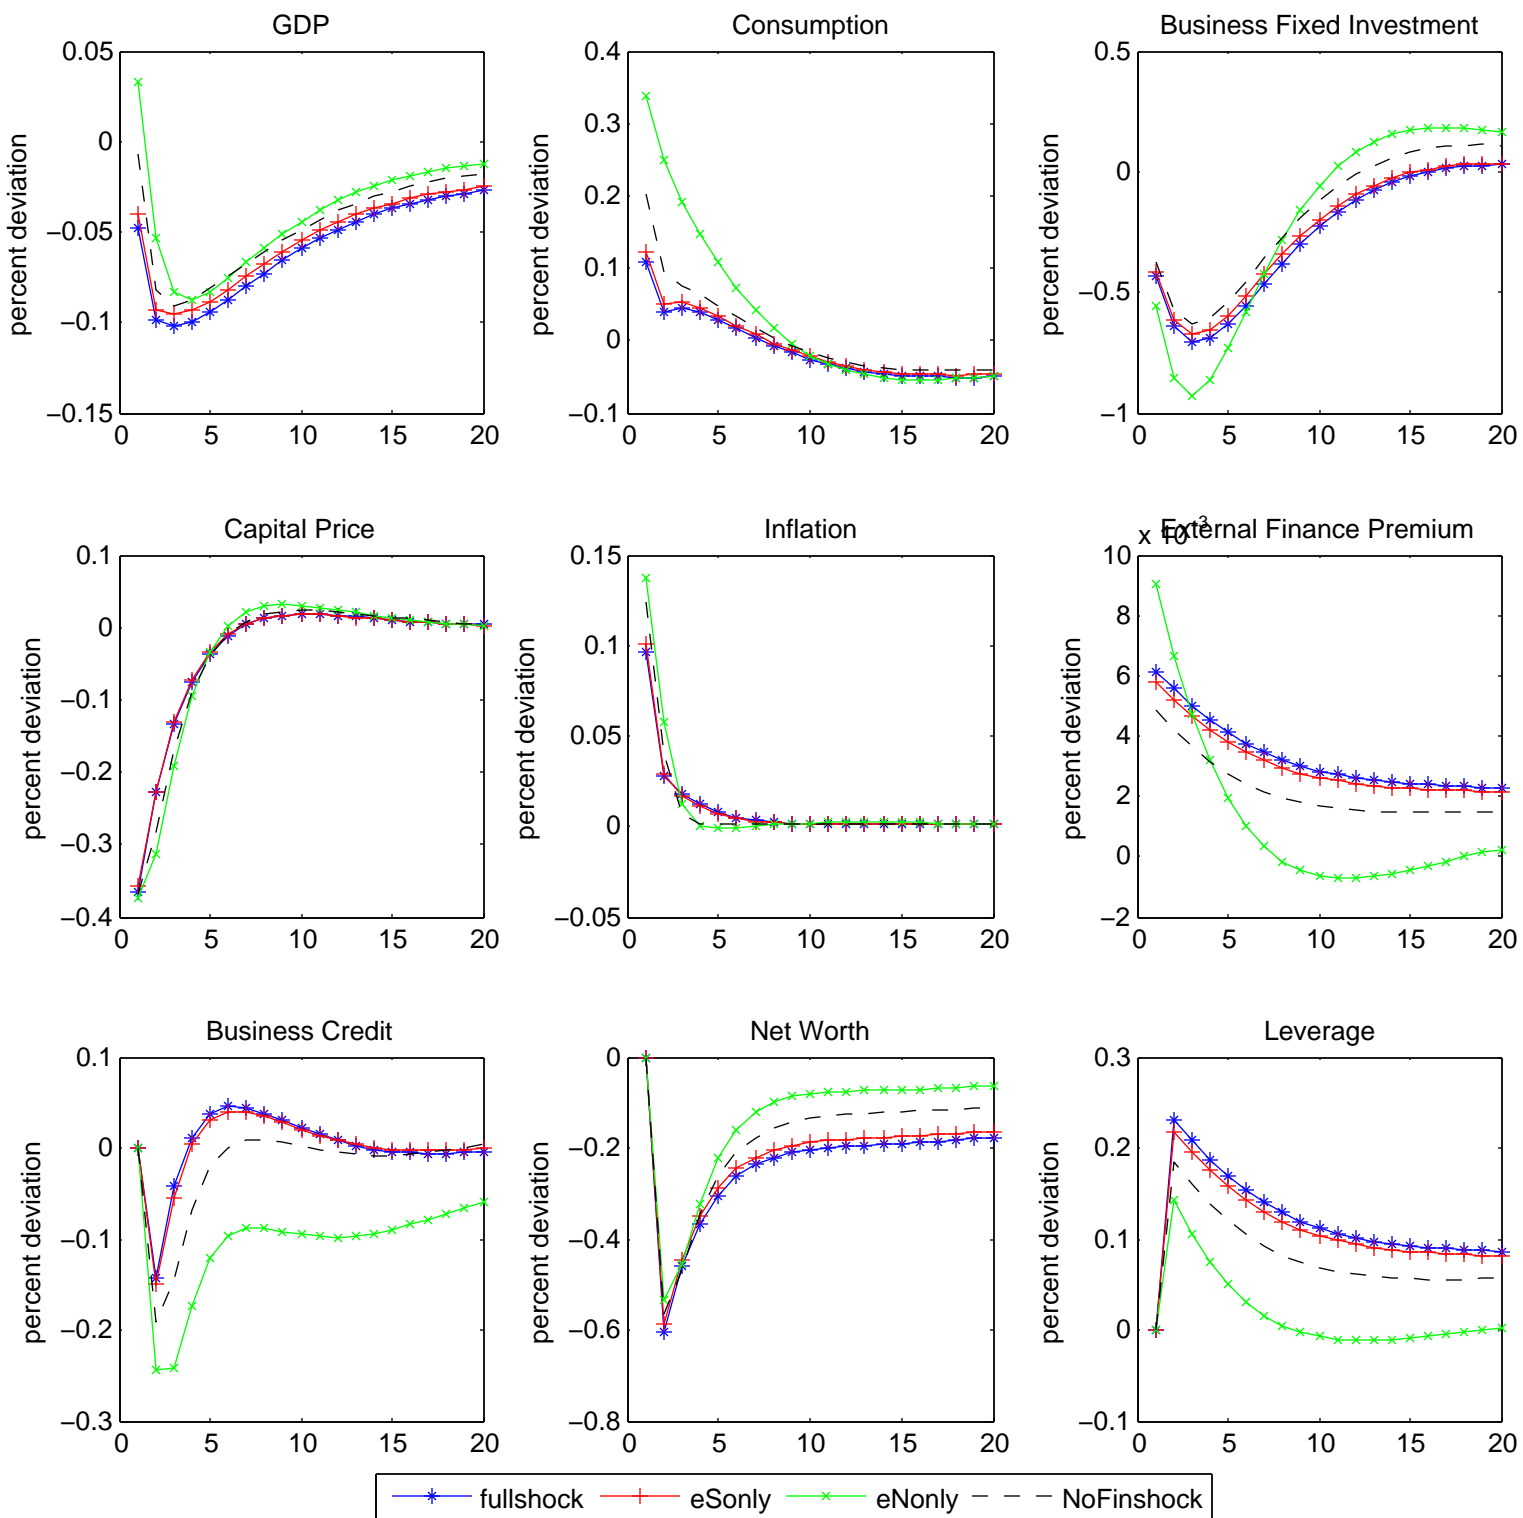 GDP Consumption Business Fixed Investment
percent deviation
0.05
0
−0.05
−0.1
−0.15
0 5 10 15 20
percent deviation
0.4
0.3
0.2
0.1
0
−0.1
0 5 10 15 20
percent deviation
0.5
0
−0.5
−1
0 5 10 15 20
Capital Price Inflation External Finance Premium
percent deviation
0.1
0
−0.1
−0.2
−0.3
−0.4
0 5 10 15 20
percent deviation
0.15
0.1
0.05
0
−0.05
0 5 10 15 20
x 10−3
percent deviation
10
8
6
4
2
0
−2
0 5 10 15 20
Business Credit Net Worth Leverage
percent deviation
0.1
0
−0.1
−0.2
−0.3
0 5 10 15 20
percent deviation
0
−0.2
−0.4
−0.6
−0.8
0 5 10 15 20
percent deviation
0.3
0.2
0.1
0
−0.1
0 5 10 15 20
fullshock eSonly eNonly NoFinshock